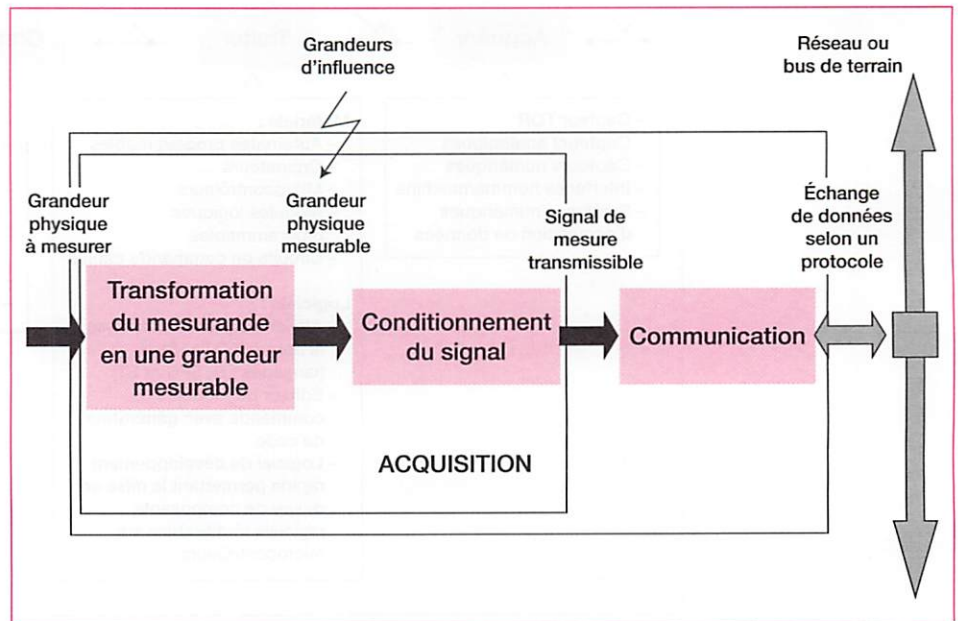 Grandeurs
d'influence
Réseau ou
bus de terrain
Grandeur
physique
à mesurer
Grandeur
physique
mesurable
Signal de
mesure
transmissible
Échange
de données
selon un
protocole
Transformation
du mesurande
en une grandeur
mesurable
Conditionnement
du signal
Communication
ACQUISITION